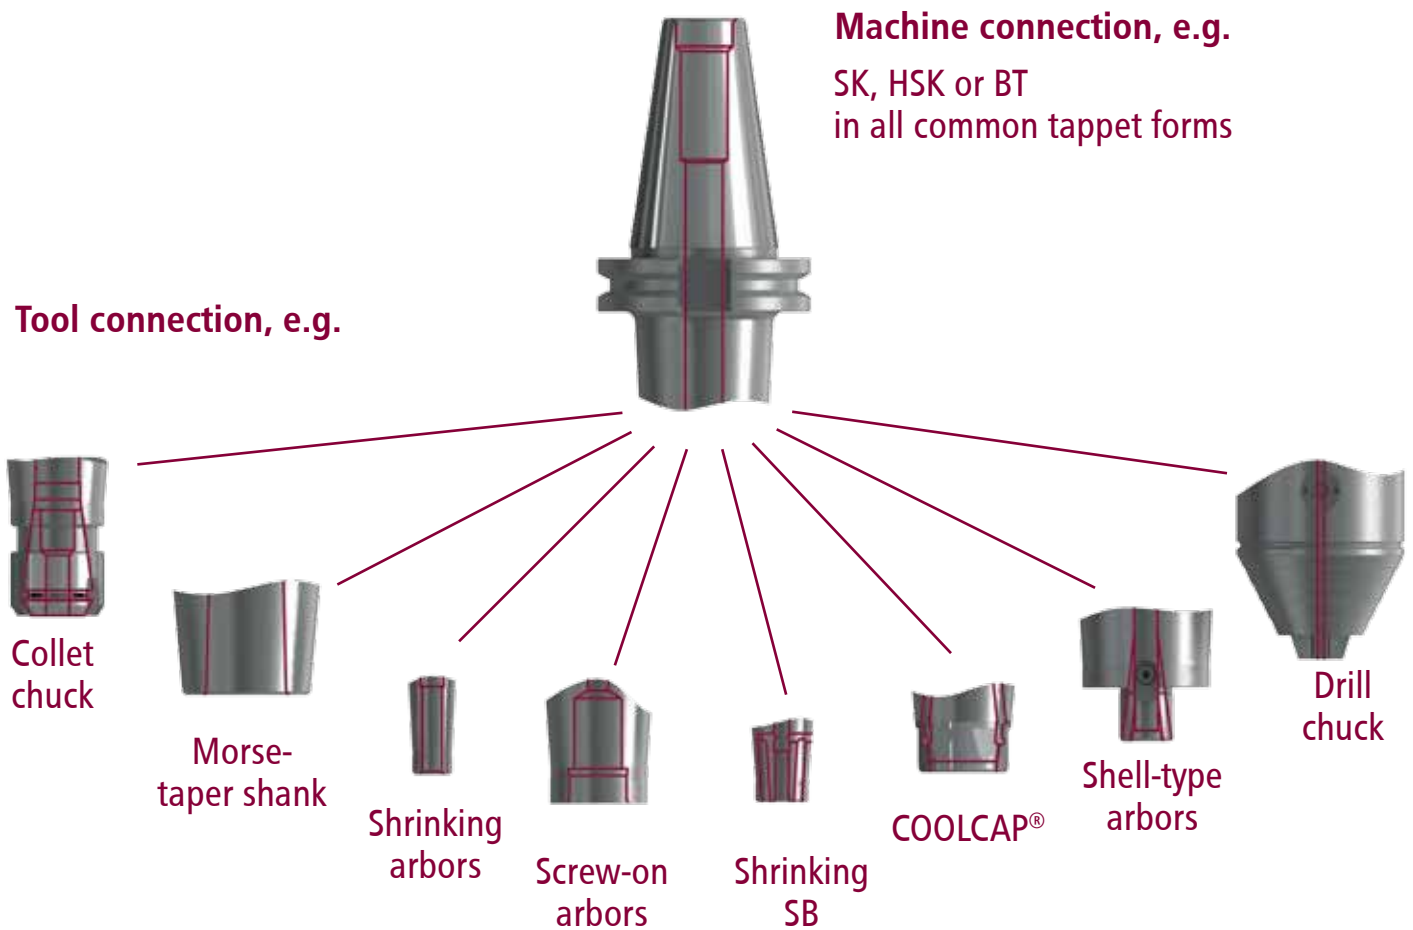 Machine connection, e.g.
SK, HSK or BT
in all common tappet forms
Tool connection, e.g.
Collet
chuck
Morse-
taper shank
Shrinking
arbors
Screw-on
arbors
Shrinking
SB
COOLCAP®
Shell-type
arbors
Drill
chuck